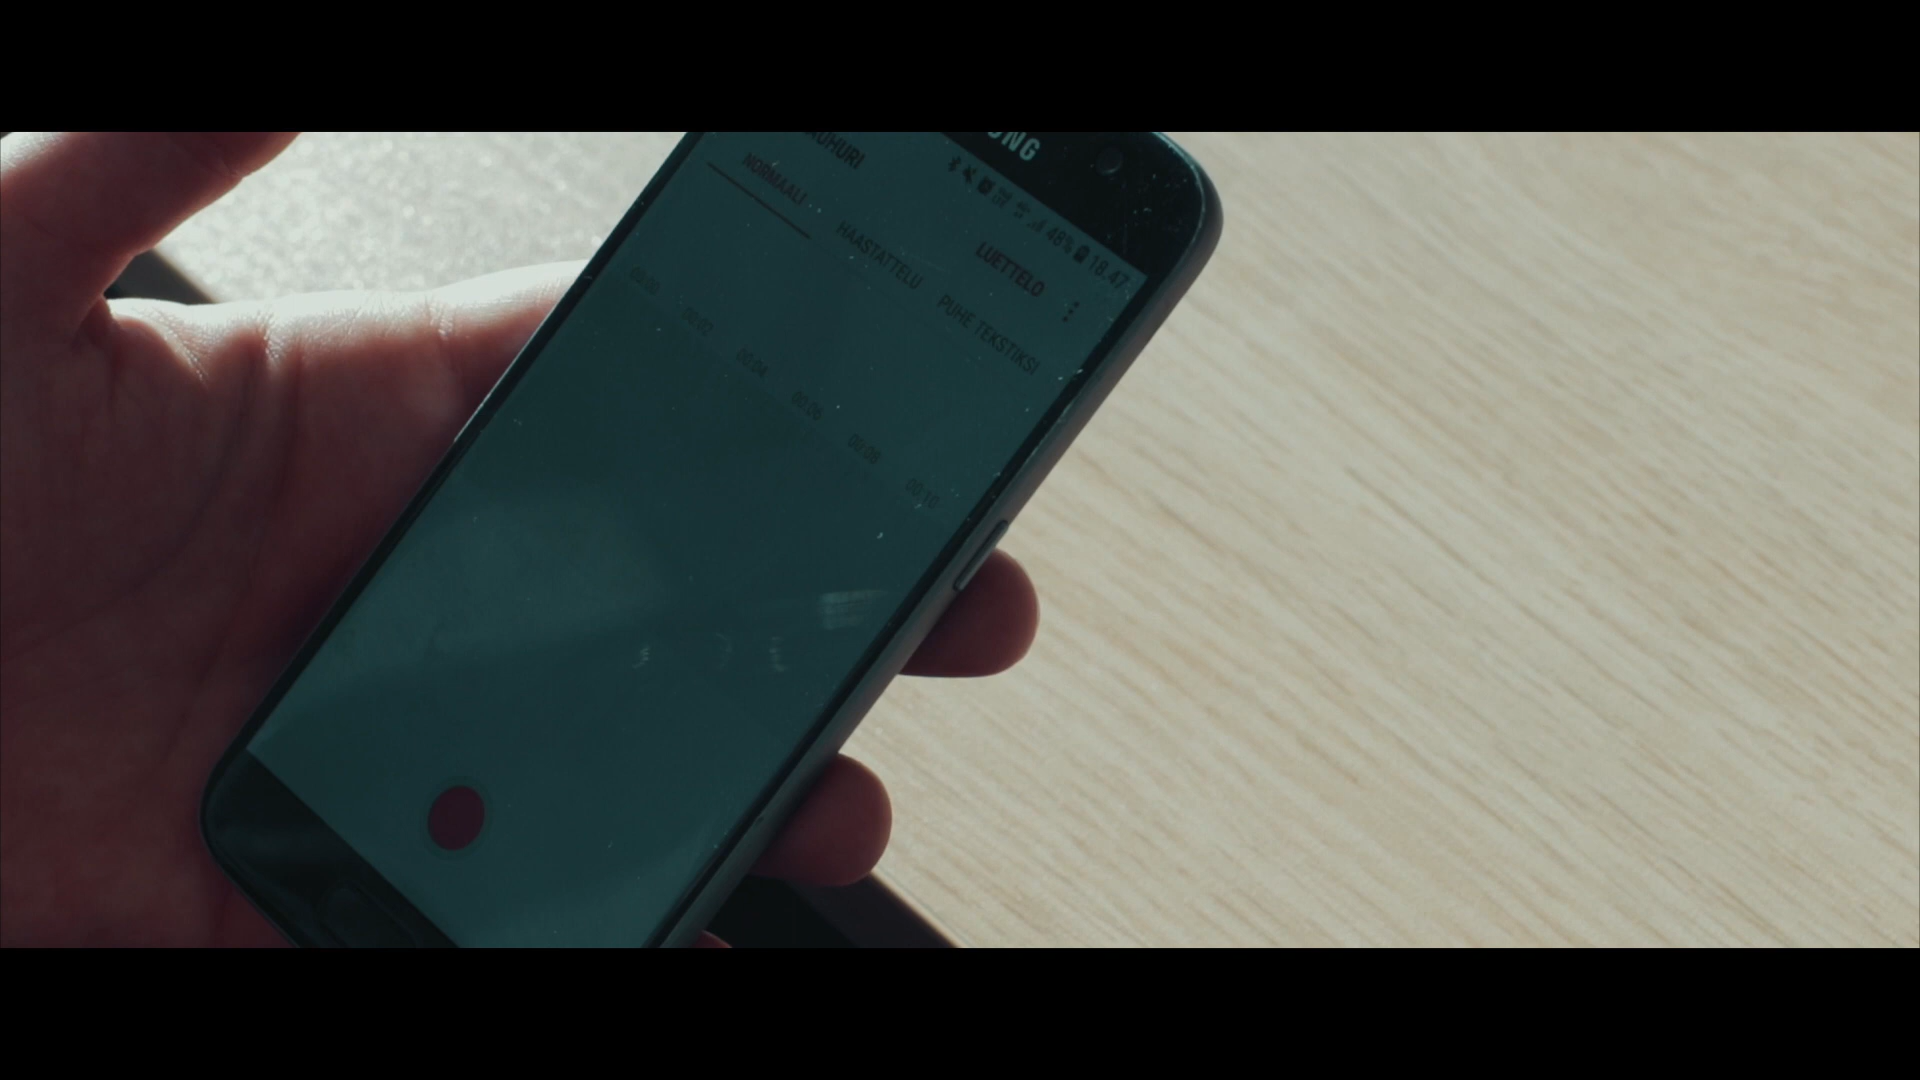 48% 18.47
LUETTELO
NORMAALI HAASTATTELU PUHE TEKSTIKSI
00:00 00:02 00:04 00:06 00:08 00:10